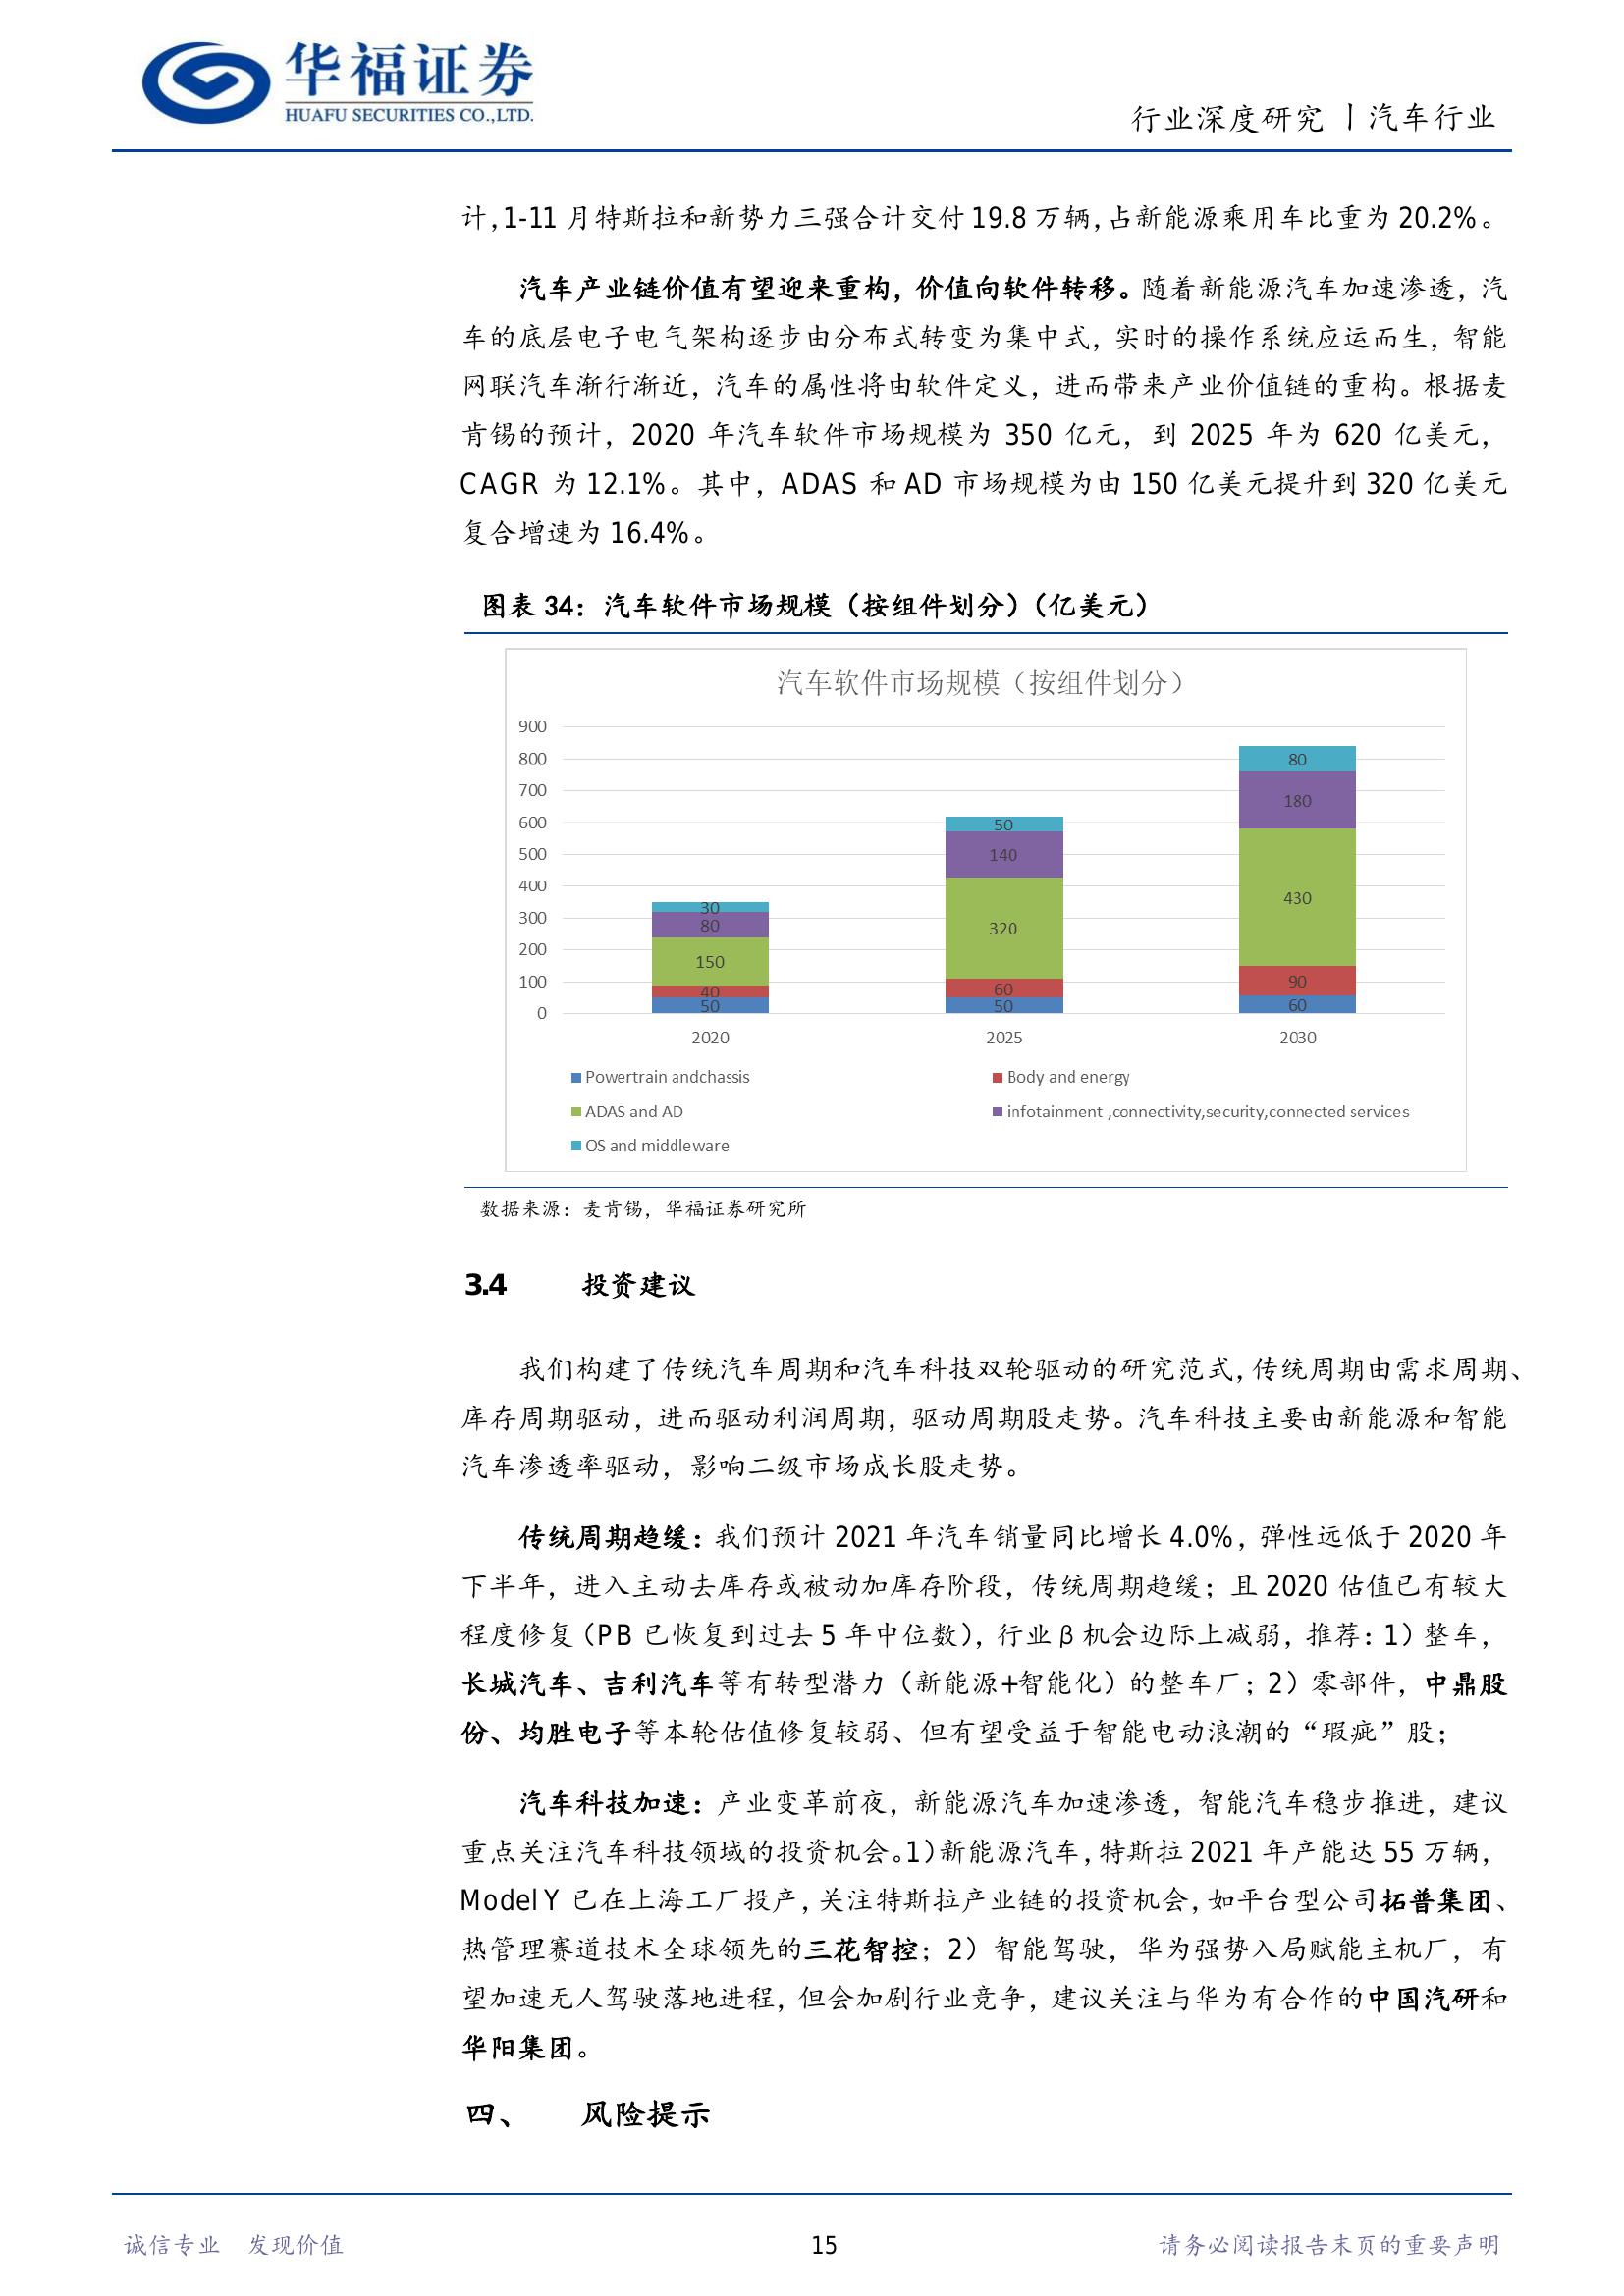 华福证券
HUAFU SECURITIES CO.,LTD.
行业深度研究丨汽车行业
计,1-11 月特斯拉和新势力三强合计交付 19.8 万辆,占新能源乘用车比重为 20.2%。
汽车产业链价值有望迎来重构，价值向软件转移。随着新能源汽车加速渗透，汽
车的底层电子电气架构逐步由分布式转变为集中式，实时的操作系统应运而生，智能
网联汽车渐行渐近，汽车的属性将由软件定义，进而带来产业价值链的重构。根据麦
肯锡的预计，2020 年汽车软件市场规模为 350 亿元，到 2025 年为 620 亿美元，
CAGR 为 12.1%。其中，ADAS 和 AD 市场规模为由 150 亿美元提升到 320 亿美元
复合增速为 16.4%。
图表 34：汽车软件市场规模（按组件划分）（亿美元）
汽车软件市场规模（按组件划分）
900
800
700
600
500
400
300
200
100
0
30
80
150
40
50
50
140
320
60
50
80
180
430
90
60
2020 2025 2030
Powertrain andchassis Body and energy
ADAS and AD infotainment ,connectivity,security,connected services
OS and middleware
数据来源：麦肯锡，华福证券研究所
3.4 投资建议
我们构建了传统汽车周期和汽车科技双轮驱动的研究范式,传统周期由需求周期、
库存周期驱动，进而驱动利润周期，驱动周期股走势。汽车科技主要由新能源和智能
汽车渗透率驱动，影响二级市场成长股走势。
传统周期趋缓：我们预计 2021 年汽车销量同比增长 4.0%，弹性远低于 2020 年
下半年，进入主动去库存或被动加库存阶段，传统周期趋缓；且 2020 估值已有较大
程度修复（PB 已恢复到过去 5 年中位数），行业 β 机会边际上减弱，推荐：1）整车，
长城汽车、吉利汽车等有转型潜力（新能源+智能化）的整车厂；2）零部件，中鼎股
份、均胜电子等本轮估值修复较弱、但有望受益于智能电动浪潮的“瑕疵”股；
汽车科技加速：产业变革前夜，新能源汽车加速渗透，智能汽车稳步推进，建议
重点关注汽车科技领域的投资机会。1）新能源汽车,特斯拉 2021 年产能达 55 万辆，
Model Y 已在上海工厂投产,关注特斯拉产业链的投资机会,如平台型公司拓普集团、
热管理赛道技术全球领先的三花智控；2）智能驾驶，华为强势入局赋能主机厂，有
望加速无人驾驶落地进程，但会加剧行业竞争，建议关注与华为有合作的中国汽研和
华阳集团。
四、 风险提示
诚信专业 发现价值 15 请务必阅读报告末页的重要声明